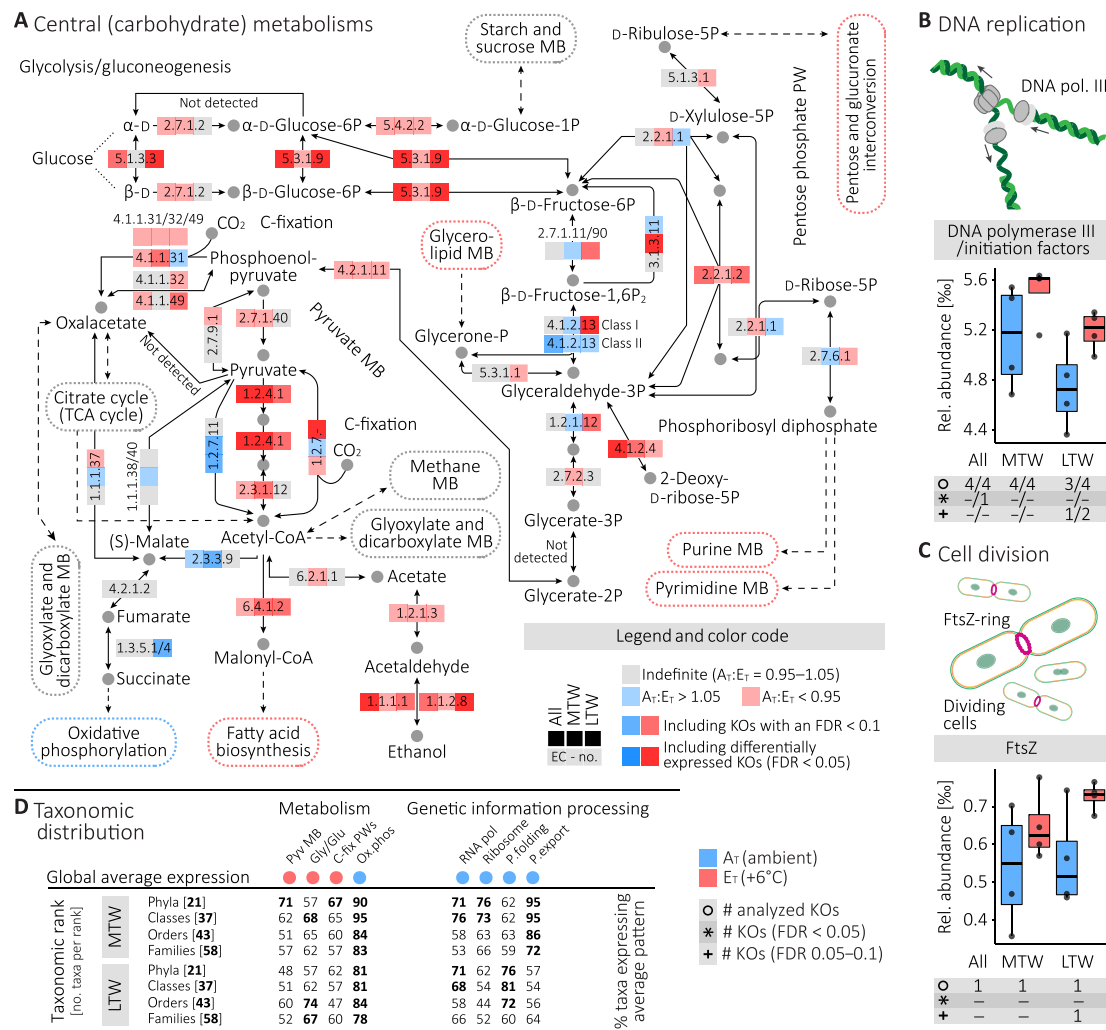 A Central (carbohydrate) metabolisms
Glycolysis/gluconeogenesis
Starch and
sucrose MB
D-Ribulose-5P
5.1.3.1
D-Xylulose-5P
Pentose phosphate PW
Pentose and glucuronate
interconversion
Not detected
Glucose
α-D
2.7.1.2
α-D-Glucose-6P
5.4.2.2
α-D-Glucose-1P
5.1.3.3
5.3.1.9
5.3.1.9
2.2.1.1
β-D
2.7.1.2
β-D-Glucose-6P
5.3.1.9
β-D-Fructose-6P
4.1.1.31/32/49
CO2
C-fixation
4.1.1.31
4.1.1.32
4.1.1.49
Phosphoenol-
pyruvate
4.2.1.11
Glycero-
lipid MB
2.7.1.11/90
3.1.3.11
2.2.1.2
β-D-Fructose-1,6P2
D-Ribose-5P
Oxalacetate
2.7.9.1
2.7.1.40
Pyruvate MB
Glycerone-P
4.1.2.13
Class I
4.1.2.13
Class II
2.2.1.1
2.7.6.1
Not detected
Pyruvate
5.3.1.1
Glyceraldehyde-3P
Citrate cycle
(TCA cycle)
1.2.4.1
1.2.7.11
1.2.4.1
1.2.7.-
C-fixation
CO2
1.2.1.12
4.1.2.4
Phosphoribosyl diphosphate
1.1.1.37
1.1.1.38/40
2.3.1.12
Methane
MB
2.7.2.3
2-Deoxy-
D-ribose-5P
Glyoxylate and
dicarboxylate MB
Glycerate-3P
(S)-Malate
Acetyl-CoA
2.3.3.9
Not
detected
Purine MB
Pyrimidine MB
Glyoxylate and
dicarboxylate MB
4.2.1.2
6.2.1.1
Acetate
Glycerate-2P
Fumarate
6.4.1.2
1.2.1.3
1.3.5.1/4
Malonyl-CoA
Acetaldehyde
Succinate
1.1.1.1
1.1.2.8
Oxidative
phosphorylation
Fatty acid
biosynthesis
Ethanol
Legend and color code
Indefinite (AT:ET = 0.95–1.05)
AT:ET > 1.05
AT:ET < 0.95
All
MTW
LTW
EC - no.
Including KOs with an FDR < 0.1
Including differentially
expressed KOs (FDR < 0.05)
B DNA replication
DNA pol. III
DNA polymerase III
/initiation factors
Rel. abundance [‰]
5.6
5.2
4.8
4.4
All MTW LTW
o 4/4 4/4 3/4
* –/1 –/– –/–
+ –/– –/– 1/2
C Cell division
FtsZ-ring
Dividing
cells
FtsZ
Rel. abundance [‰]
0.7
0.6
0.4
All MTW LTW
o 1 1 1
* – – –
+ – – 1
D Taxonomic
distribution
Metabolism
Genetic information processing
Pyv MB
Gly/Glu
C-fix PWs
Ox.phos
RNA pol
Ribosome
P.folding
P.export
Global average expression
Taxonomic rank
[no. taxa per rank]
MTW
Phyla [21] 71 57 67 90 71 76 62 95
Classes [37] 62 68 65 95 76 73 62 95
Orders [43] 51 65 60 84 58 63 63 86
Families [58] 57 62 57 83 53 59 59 72
LTW
Phyla [21] 48 57 62 81 71 62 76 57
Classes [37] 57 62 62 81 68 54 81 54
Orders [43] 60 74 47 84 58 44 72 56
Families [58] 52 67 60 78 66 52 60 64
% taxa expressing
average pattern
AT (ambient)
ET (+6°C)
o # analyzed KOs
* # KOs (FDR < 0.05)
+ # KOs (FDR 0.05–0.1)